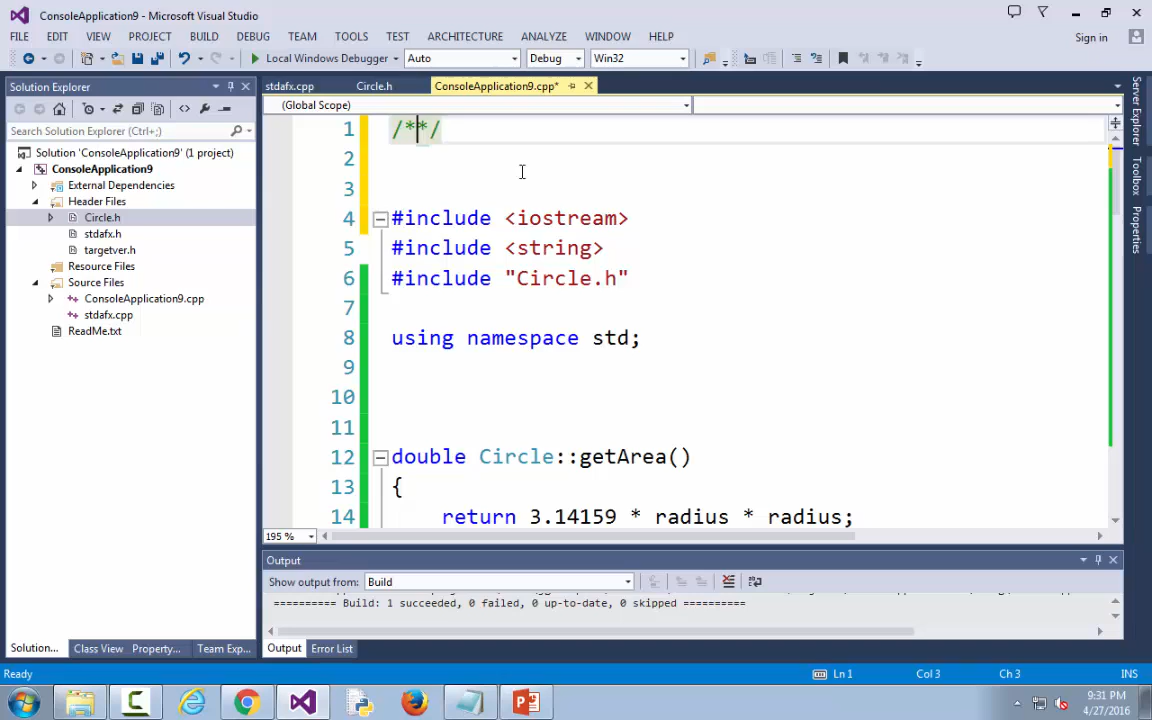 ConsoleApplication9 - Microsoft Visual Studio
FILE EDIT VIEW PROJECT BUILD DEBUG TEAM TOOLS TEST ARCHITECTURE ANALYZE WINDOW HELP
Sign in
Local Windows Debugger Auto Debug Win32
Solution Explorer
stdafx.cpp Circle.h ConsoleApplication9.cpp*
(Global Scope)
Search Solution Explorer (Ctrl+;)
Solution 'ConsoleApplication9' (1 project)
ConsoleApplication9
External Dependencies
Header Files
Circle.h
stdafx.h
targetver.h
Resource Files
Source Files
ConsoleApplication9.cpp
stdafx.cpp
ReadMe.txt
1 /**/
2
3
4 #include <iostream>
5 #include <string>
6 #include "Circle.h"
7
8 using namespace std;
9
10
11
12 double Circle::getArea()
13 {
14 return 3.14159 * radius * radius;
195 %
Server Explorer
Toolbox
Properties
Output
Show output from: Build
========== Build: 1 succeeded, 0 failed, 0 up-to-date, 0 skipped ==========
Solution... Class View Property... Team Exp...
Output Error List
Ready Ln 1 Col 3 Ch 3 INS
9:31 PM
4/27/2016